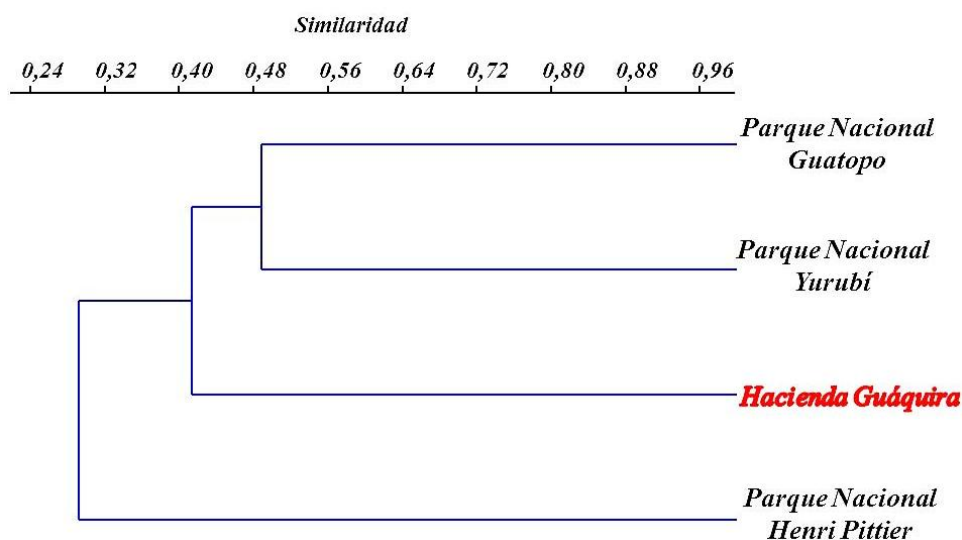 Similaridad
0,24 0,32 0,40 0,48 0,56 0,64 0,72 0,80 0,88 0,96
Parque Nacional
Guatopo
Parque Nacional
Yurubí
Hacienda Guáquira
Parque Nacional
Henri Pittier